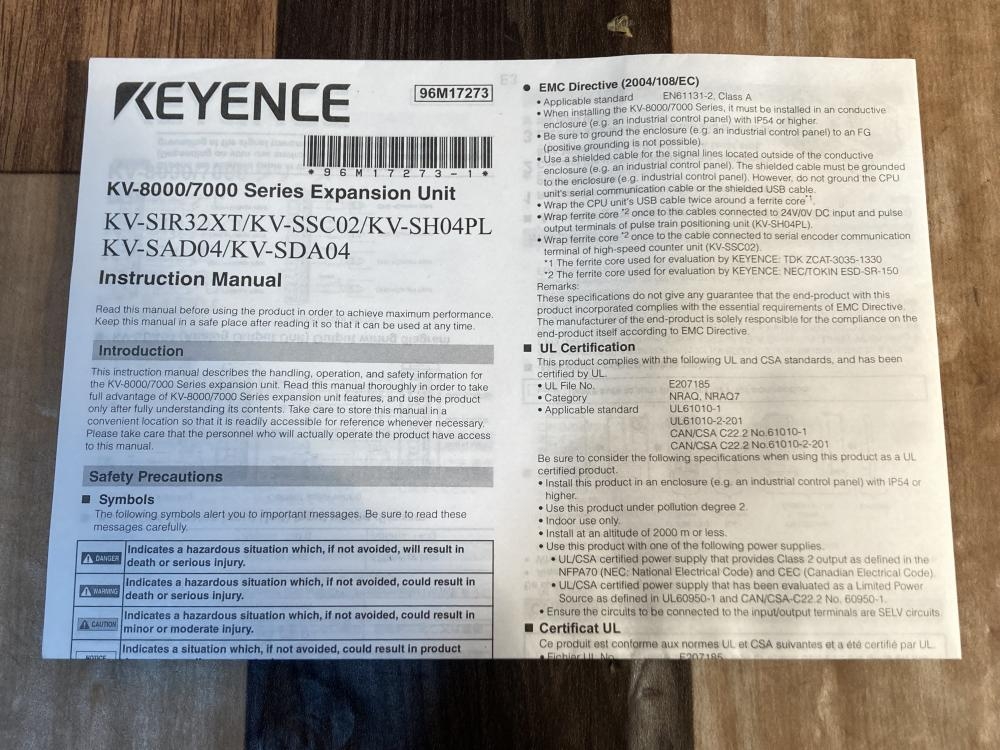 KEYENCE
96M17273
*96M17273-1*
KV-8000/7000 Series Expansion Unit
KV-SIR32XT/KV-SSC02/KV-SH04PL
KV-SAD04/KV-SDA04
Instruction Manual
Read this manual before using the product in order to achieve maximum performance.
Keep this manual in a safe place after reading it so that it can be used at any time.
Introduction
This instruction manual describes the handling, operation, and safety information for
the KV-8000/7000 Series expansion unit. Read this manual thoroughly in order to take
full advantage of KV-8000/7000 Series expansion unit features, and use the product
only after fully understanding its contents. Take care to store this manual in a
convenient location so that it is readily accessible for reference whenever necessary.
Please take care that the personnel who will actually operate the product have access
to this manual.
Safety Precautions
■ Symbols
The following symbols alert you to important messages. Be sure to read these
messages carefully.
DANGER
Indicates a hazardous situation which, if not avoided, will result in
death or serious injury.
WARNING
Indicates a hazardous situation which, if not avoided, could result in
death or serious injury.
CAUTION
Indicates a hazardous situation which, if not avoided, could result in
minor or moderate injury.
NOTICE
Indicates a situation which, if not avoided, could result in product
● EMC Directive (2004/108/EC)
• Applicable standard EN61131-2, Class A
• When installing the KV-8000/7000 Series, it must be installed in an conductive
enclosure (e.g. an industrial control panel) with IP54 or higher.
• Be sure to ground the enclosure (e.g. an industrial control panel) to an FG
(positive grounding is not possible).
• Use a shielded cable for the signal lines located outside of the conductive
enclosure (e.g. an industrial control panel). The shielded cable must be grounded
to the enclosure (e.g. an industrial control panel). However, do not ground the CPU
unit's serial communication cable or the shielded USB cable.
• Wrap the CPU unit's USB cable twice around a ferrite core*1.
• Wrap ferrite core *2 once to the cables connected to 24V/0V DC input and pulse
output terminals of pulse train positioning unit (KV-SH04PL).
• Wrap ferrite core *2 once to the cable connected to serial encoder communication
terminal of high-speed counter unit (KV-SSC02).
*1 The ferrite core used for evaluation by KEYENCE: TDK ZCAT-3035-1330
*2 The ferrite core used for evaluation by KEYENCE: NEC/TOKIN ESD-SR-150
Remarks:
These specifications do not give any guarantee that the end-product with this
product incorporated complies with the essential requirements of EMC Directive.
The manufacturer of the end-product is solely responsible for the compliance on the
end-product itself according to EMC Directive.
■ UL Certification
This product complies with the following UL and CSA standards, and has been
certified by UL.
• UL File No. E207185
• Category NRAQ, NRAQ7
• Applicable standard UL61010-1
UL61010-2-201
CAN/CSA C22.2 No.61010-1
CAN/CSA C22.2 No.61010-2-201
Be sure to consider the following specifications when using this product as a UL
certified product.
• Install this product in an enclosure (e.g. an industrial control panel) with IP54 or
higher.
• Use this product under pollution degree 2.
• Indoor use only.
• Install at an altitude of 2000 m or less.
• Use this product with one of the following power supplies.
• UL/CSA certified power supply that provides Class 2 output as defined in the
NFPA70 (NEC: National Electrical Code) and CEC (Canadian Electrical Code).
• UL/CSA certified power supply that has been evaluated as a Limited Power
Source as defined in UL60950-1 and CAN/CSA-C22.2 No. 60950-1.
• Ensure the circuits to be connected to the input/output terminals are SELV circuits.
■ Certificat UL
Ce produit est conforme aux normes UL et CSA suivantes et a été certifié par UL.
• Fichier UL No. E207185